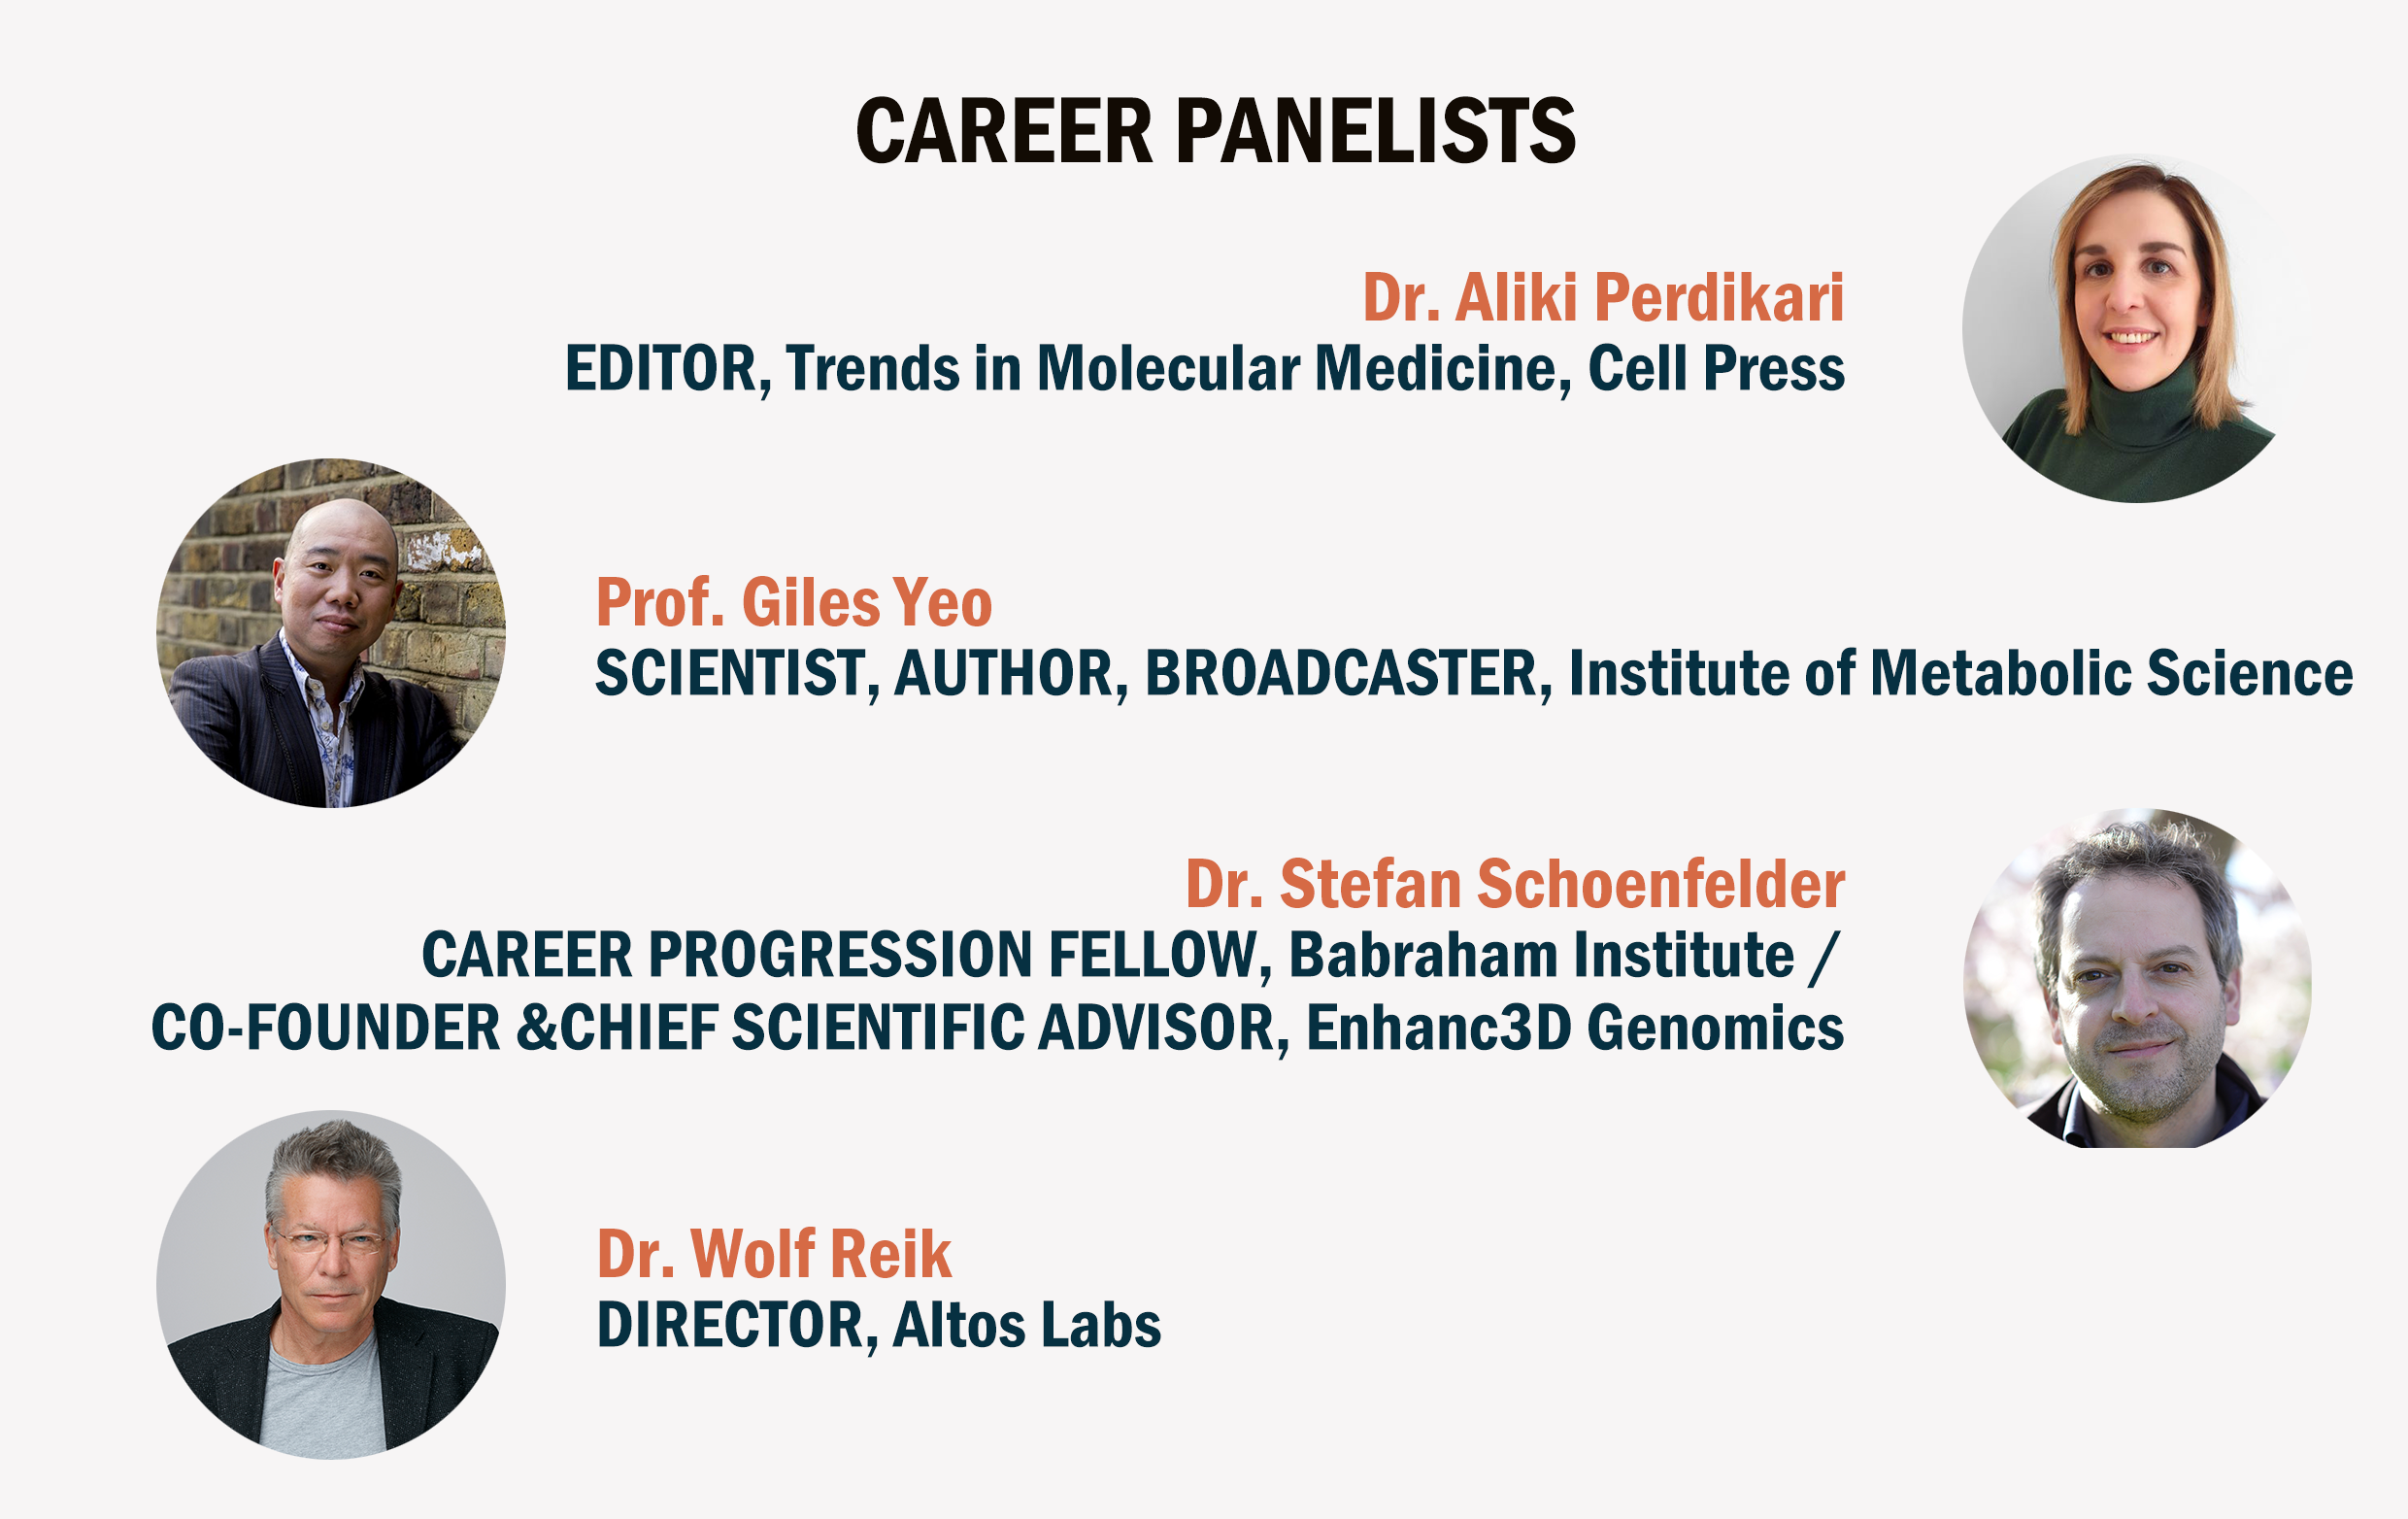 CAREER PANELISTS
Dr. Aliki Perdikari
EDITOR, Trends in Molecular Medicine, Cell Press
Prof. Giles Yeo
SCIENTIST, AUTHOR, BROADCASTER, Institute of Metabolic Science
Dr. Stefan Schoenfelder
CAREER PROGRESSION FELLOW, Babraham Institute /
CO-FOUNDER &CHIEF SCIENTIFIC ADVISOR, Enhanc3D Genomics
Dr. Wolf Reik
DIRECTOR, Altos Labs